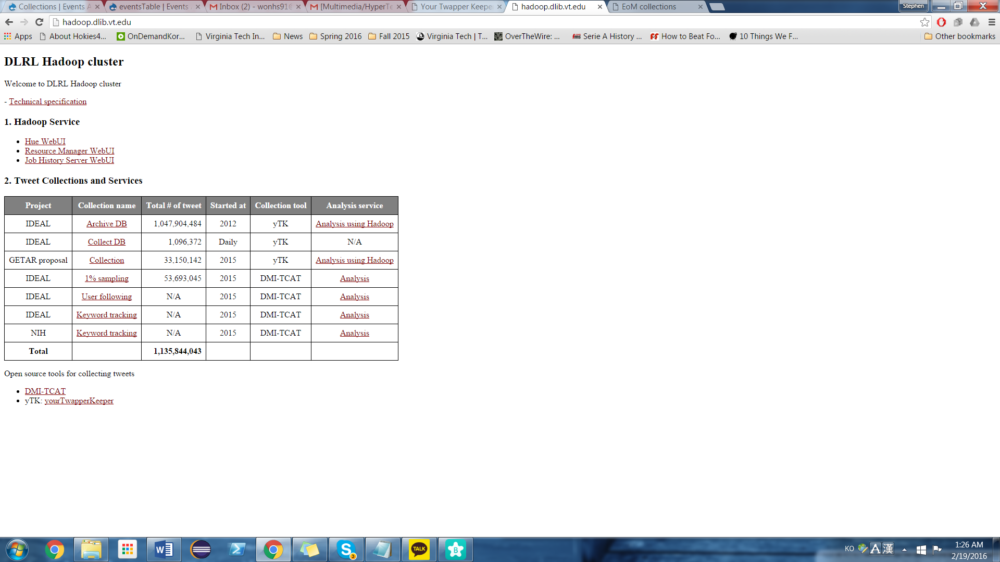 Collections | Events A
eventsTable | Events
Inbox (2) - wonhs91@
[Multimedia/HyperTe
Your Twapper Keepe
hadoop.dlib.vt.edu
EoM collections
Stephen
hadoop.dlib.vt.edu
Apps
About Hokies4...
OnDemandKor...
Virginia Tech In...
News
Spring 2016
Fall 2015
Virginia Tech | T...
OverTheWire: ...
Serie A History ...
How to Beat Fo...
10 Things We F...
Other bookmarks
DLRL Hadoop cluster
Welcome to DLRL Hadoop cluster
- Technical specification
1. Hadoop Service
Hue WebUI
Resource Manager WebUI
Job History Server WebUI
2. Tweet Collections and Services
Project Collection name Total # of tweet Started at Collection tool Analysis service
IDEAL Archive DB 1,047,904,484 2012 yTK Analysis using Hadoop
IDEAL Collect DB 1,096,372 Daily yTK N/A
GETAR proposal Collection 33,150,142 2015 yTK Analysis using Hadoop
IDEAL 1% sampling 53,693,045 2015 DMI-TCAT Analysis
IDEAL User following N/A 2015 DMI-TCAT Analysis
IDEAL Keyword tracking N/A 2015 DMI-TCAT Analysis
NIH Keyword tracking N/A 2015 DMI-TCAT Analysis
Total 1,135,844,043
Open source tools for collecting tweets
DMI-TCAT
yTK: yourTwapperKeeper
W
S
3
TALK
B
KO
A 漢
1:26 AM
2/19/2016